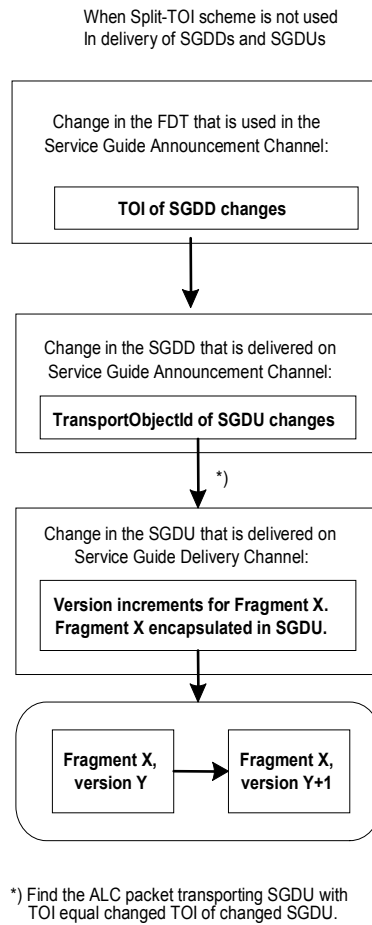 When Split-TOI scheme is not used
In delivery of SGDDs and SGDUs
Change in the FDT that is used in the
Service Guide Announcement Channel:
TOI of SGDD changes
Change in the SGDD that is delivered on
Service Guide Announcement Channel:
TransportObjectId of SGDU changes
*)
Change in the SGDU that is delivered on
Service Guide Delivery Channel:
Version increments for Fragment X.
Fragment X encapsulated in SGDU.
Fragment X,
version Y
Fragment X,
version Y+1
*) Find the ALC packet transporting SGDU with
TOI equal changed TOI of changed SGDU.